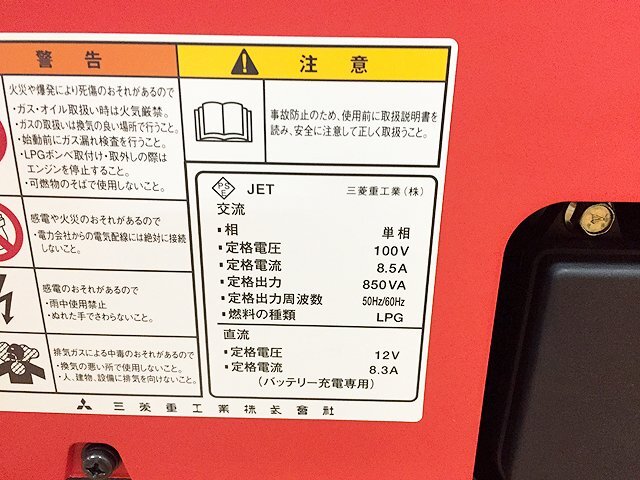 警告
火災や爆発により死傷のおそれがあるので
・ガス・オイル取扱い時は火気厳禁。
・ガスの取扱いは換気の良い場所で行うこと。
・始動前にガス漏れ検査を行うこと。
・LPGボンベ取付け・取外しの際は
エンジンを停止すること。
・可燃物のそばで使用しないこと。
感電や火災のおそれがあるので
・電力会社からの電気配線には絶対に接続
しないこと。
感電のおそれがあるので
・雨中使用禁止
・ぬれた手でさわらないこと。
排気ガスによる中毒のおそれがあるので
・換気の悪い所で使用しないこと。
・人、建物、設備に排気を向けないこと。
注意
事故防止のため、使用前に取扱説明書を
読み、安全に注意して正しく取扱うこと。
PSE JET 三菱重工業(株)
交流
・相 単相
・定格電圧 100V
・定格電流 8.5A
・定格出力 850VA
・定格出力周波数 50Hz/60Hz
・燃料の種類 LPG
直流
・定格電圧 12V
・定格電流 8.3A
(バッテリー充電専用)
三菱重工業株式会社